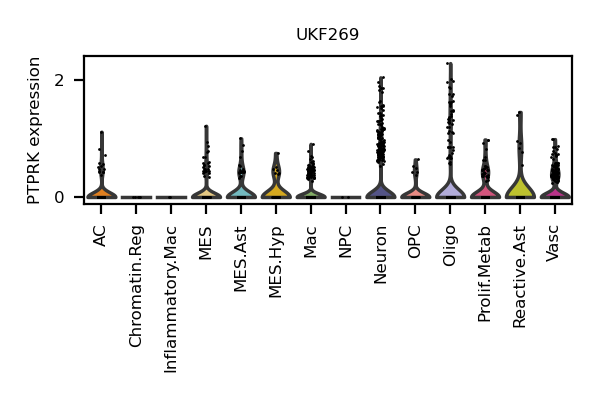 UKF269
PTPRK expression
2
0
AC
Chromatin.Reg
Inflammatory.Mac
MES
MES.Ast
MES.Hyp
Mac
NPC
Neuron
OPC
Oligo
Prolif.Metab
Reactive.Ast
Vasc